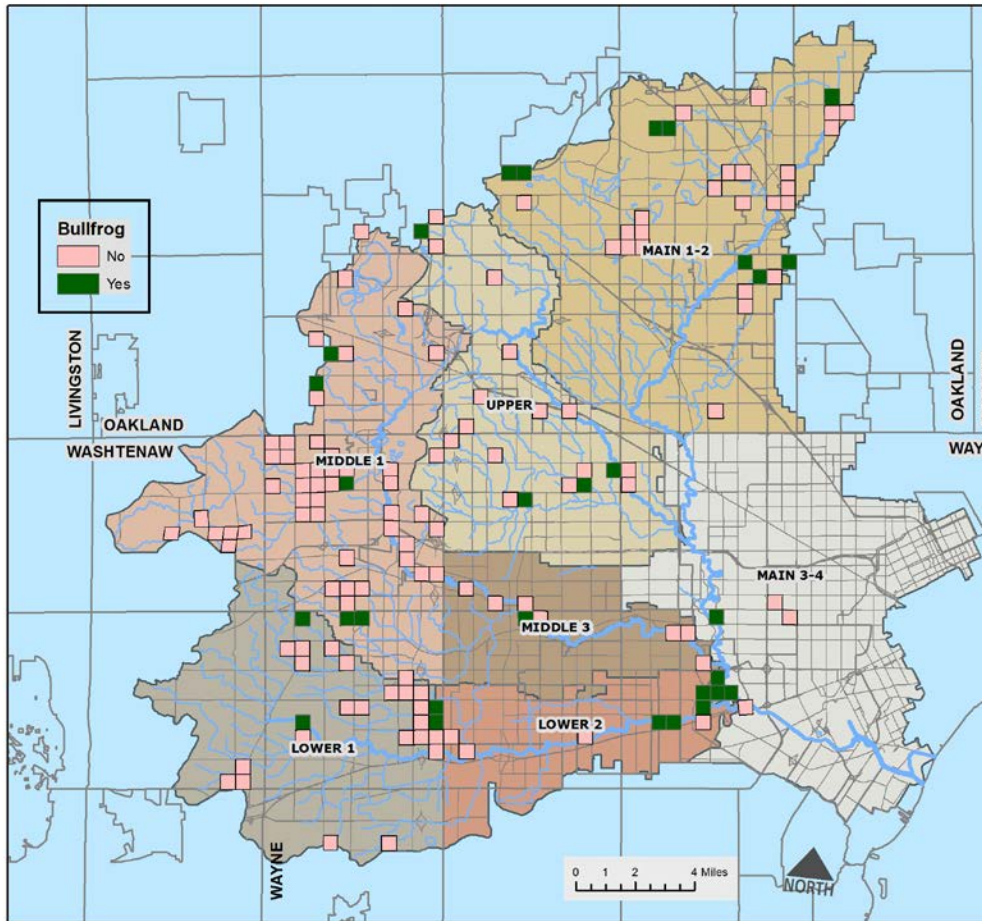 Bullfrog
No
Yes
MAIN 1-2
LIVINGSTON
OAKLAND
OAKLAND
WASHTENAW
WAY
UPPER
MIDDLE 1
MAIN 3-4
MIDDLE 3
LOWER 2
LOWER 1
WAYNE
0 1 2 4 Miles
NORTH